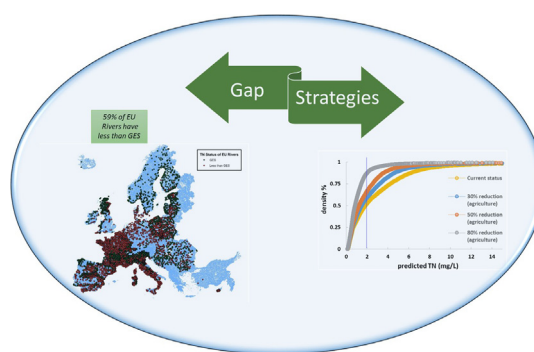 Gap
Strategies
59% of EU
Rivers have
less than GES
TN Status of EU Rivers
GES
Less than GES
density %
1
0.75
0.5
0.25
0
0
2
4
6
8
10
12
14
predicted TN (mg/L)
Current status
30% reduction
(agriculture)
50% reduction
(agriculture)
80% reduction
(agriculture)